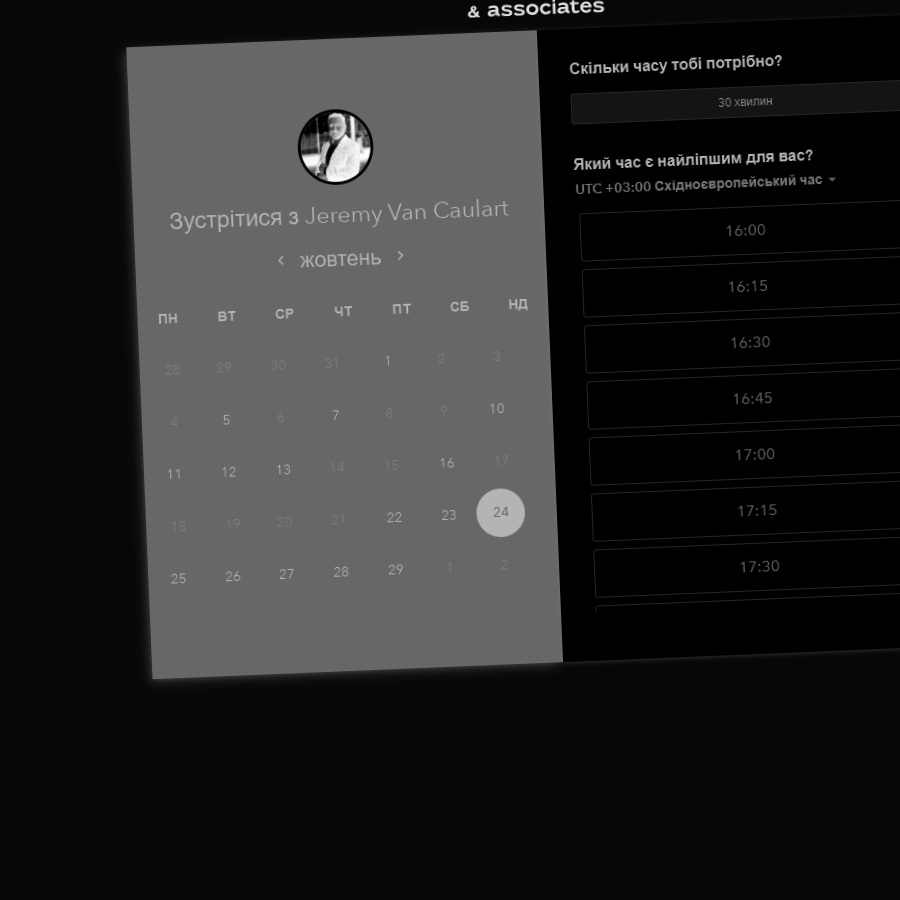 & associates
Зустрітися з Jeremy Van Caulart
жовтень
ПН ВТ СР ЧТ ПТ СБ НД
28 29 30 31 1 2 3
4 5 6 7 8 9 10
11 12 13 14 15 16 17
18 19 20 21 22 23 24
25 26 27 28 29 1 2
Скільки часу тобі потрібно?
30 хвилин
Який час є найліпшим для вас?
UTC +03:00 Східноєвропейський час
16:00
16:15
16:30
16:45
17:00
17:15
17:30